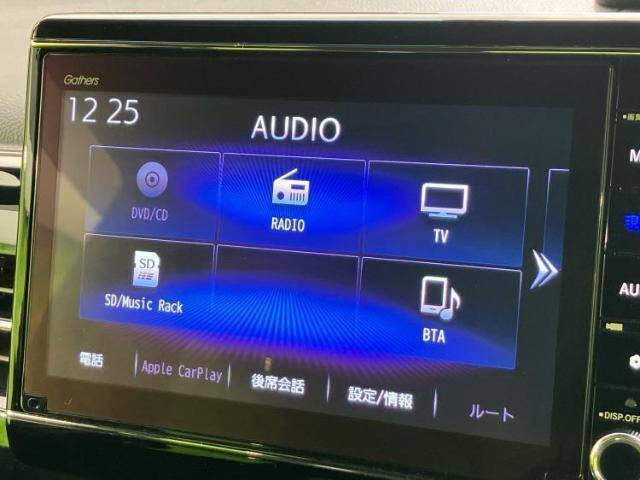 Gathers
12 25
AUDIO
DVD/CD
RADIO
TV
SD
SD/Music Rack
BTA
電話
Apple CarPlay
後席会話
設定/情報
ルート
M
現
AU
DISP.OFF